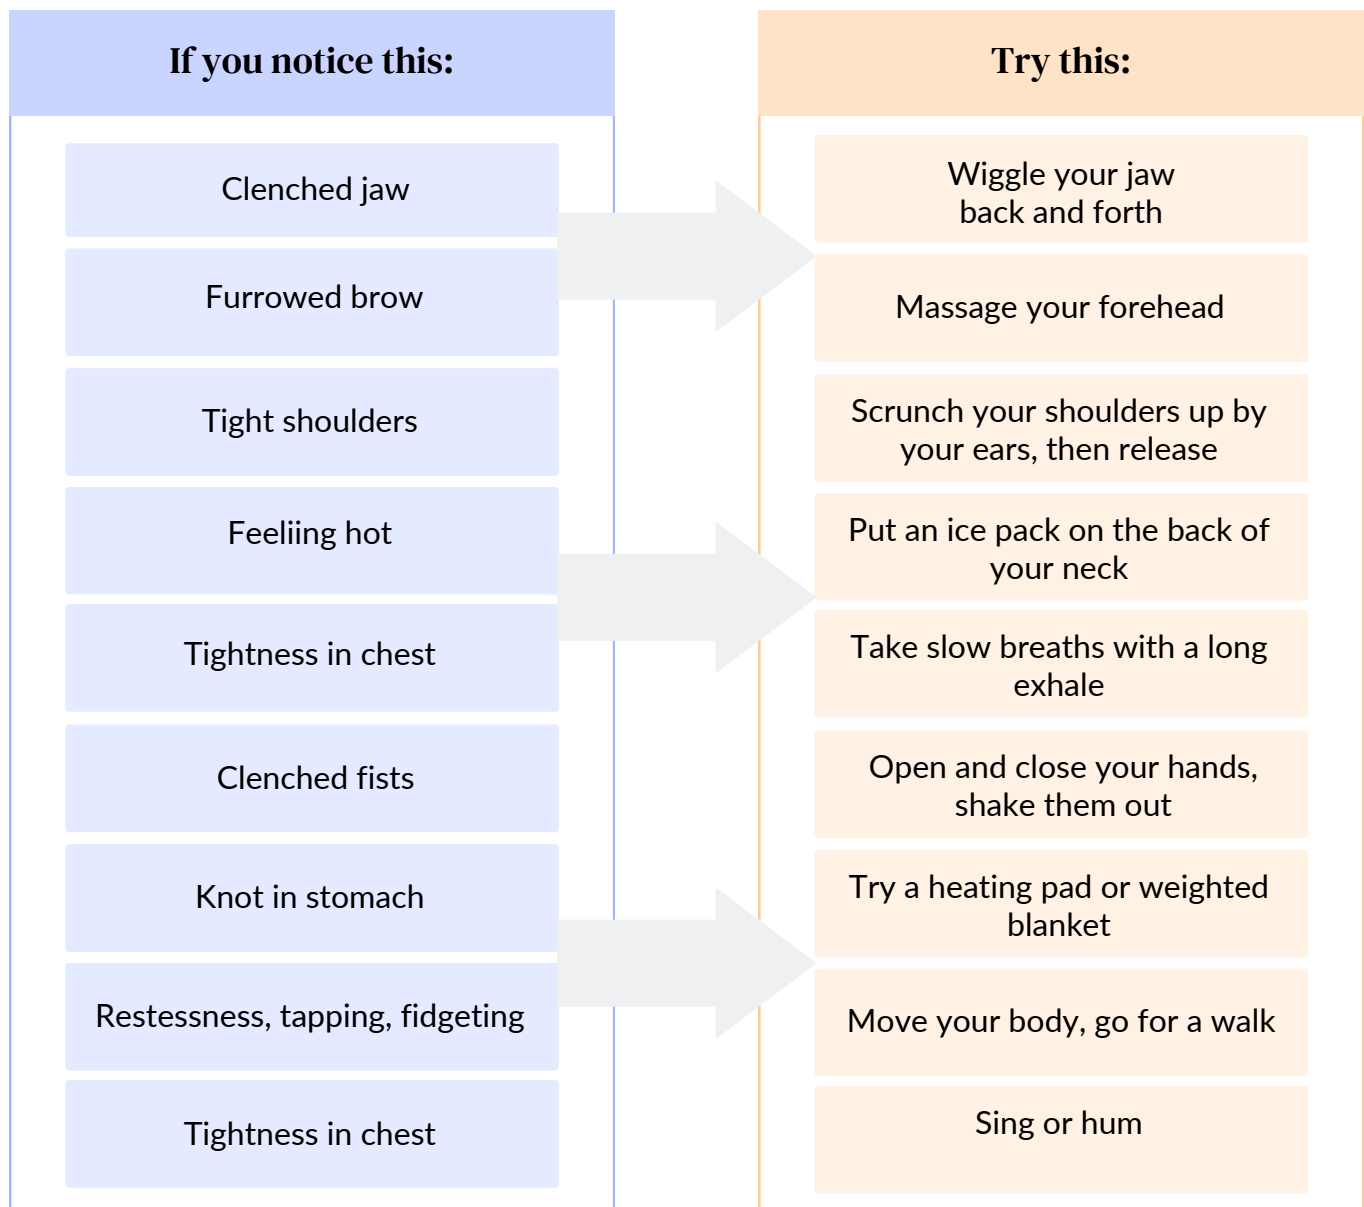 If you notice this:
Try this:
Clenched jaw
Wiggle your jaw
back and forth
Furrowed brow
Massage your forehead
Tight shoulders
Scrunch your shoulders up by
your ears, then release
Feeliing hot
Put an ice pack on the back of
your neck
Tightness in chest
Take slow breaths with a long
exhale
Clenched fists
Open and close your hands,
shake them out
Knot in stomach
Try a heating pad or weighted
blanket
Restessness, tapping, fidgeting
Move your body, go for a walk
Tightness in chest
Sing or hum